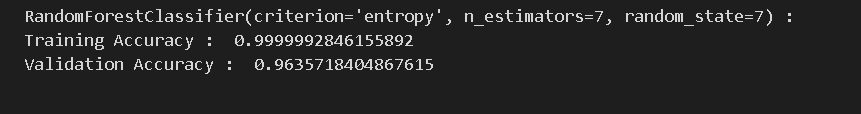 RandomForestClassifier(criterion='entropy', n_estimators=7, random_state=7) :
Training Accuracy :  0.9999992846155892
Validation Accuracy :  0.9635718404867615